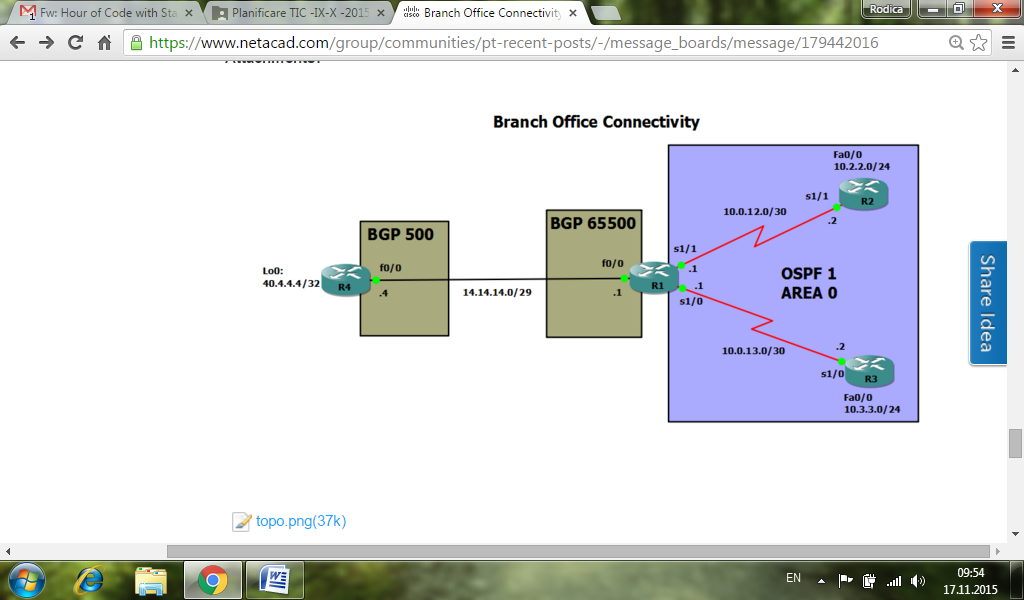 Fw: Hour of Code with Sta
Planificare TIC -IX-X -2015
Branch Office Connectivity
Rodica
https://www.netacad.com/group/communities/pt-recent-posts/-/message_boards/message/179442016
Attachments:
Branch Office Connectivity
Fa0/0
10.2.2.0/24
s1/1
R2
.2
10.0.12.0/30
BGP 500
BGP 65500
s1/1
.1
f0/0
f0/0
Lo0:
40.4.4.4/32
R4
.4
14.14.14.0/29
.1
R1
.1
s1/0
OSPF 1
AREA 0
Share Idea
10.0.13.0/30
.2
s1/0
R3
Fa0/0
10.3.3.0/24
topo.png(37k)
EN
09:54
17.11.2015